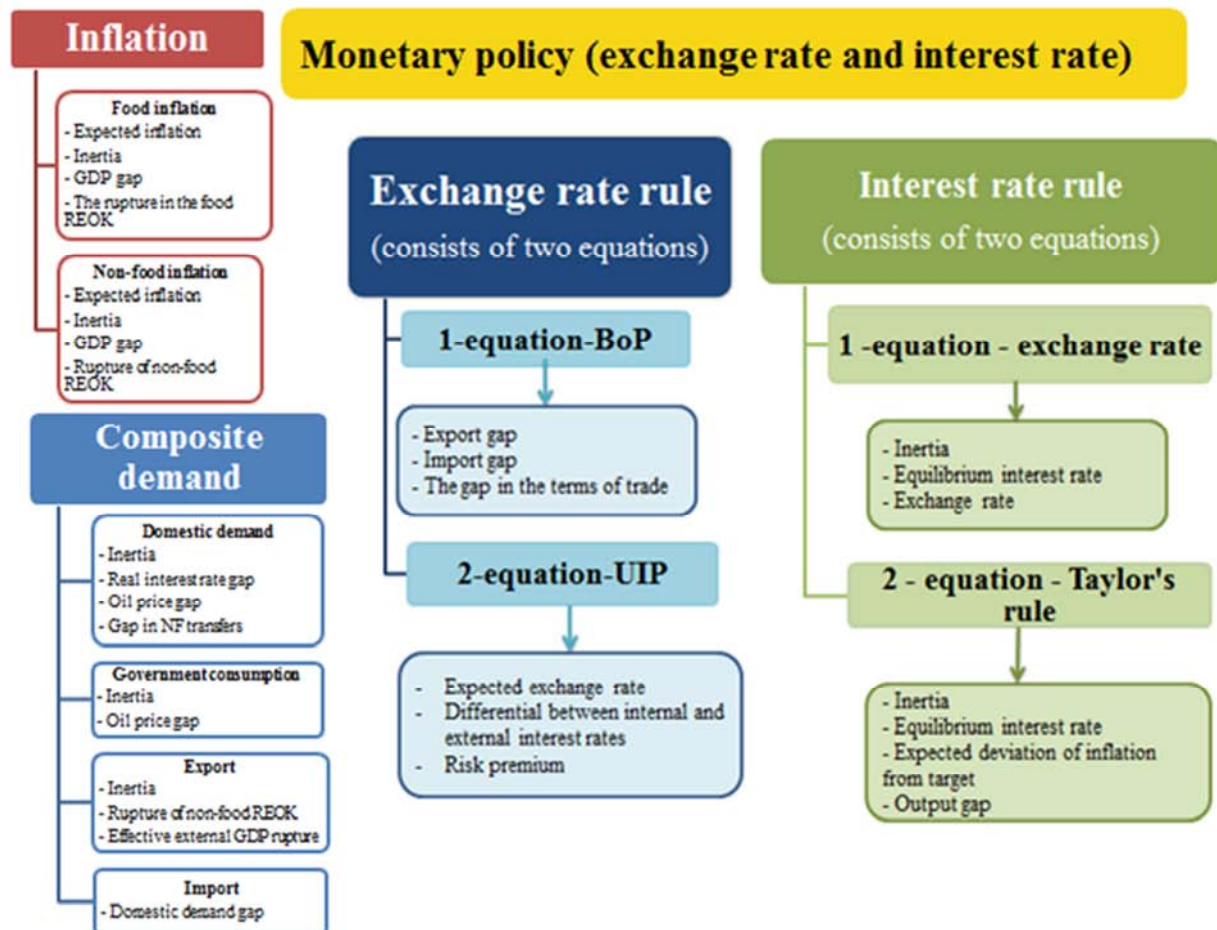 Inflation
Food inflation
- Expected inflation
- Inertia
- GDP gap
- The rupture in the food
REOK
Non-food inflation
- Expected inflation
- Inertia
- GDP gap
- Rupture of non-food
REOK
Composite
demand
Domestic demand
- Inertia
- Real interest rate gap
- Oil price gap
- Gap in NF transfers
Government consumption
- Inertia
- Oil price gap
Export
- Inertia
- Rupture of non-food REOK
- Effective external GDP rupture
Import
- Domestic demand gap
Monetary policy (exchange rate and interest rate)
Exchange rate rule
(consists of two equations)
1-equation-BoP
- Export gap
- Import gap
- The gap in the terms of trade
2-equation-UIP
- Expected exchange rate
- Differential between internal and
external interest rates
- Risk premium
Interest rate rule
(consists of two equations)
1 -equation - exchange rate
- Inertia
- Equilibrium interest rate
- Exchange rate
2 - equation - Taylor's
rule
- Inertia
- Equilibrium interest rate
- Expected deviation of inflation
from target
- Output gap